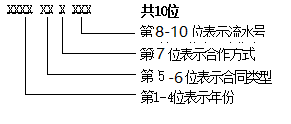 XXXX XX X XXX 共10位
第8-10位表示流水号
第7位表示合作方式
第5-6位表示合同类型
第1-4位表示年份